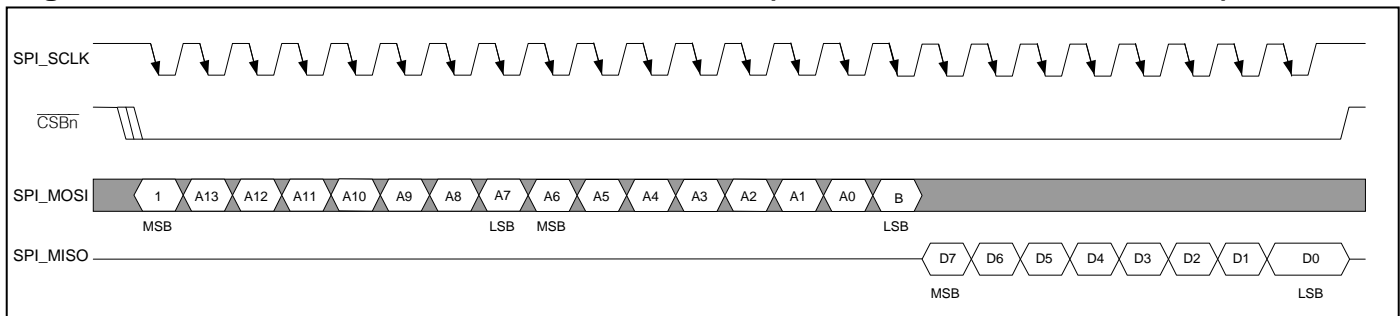 SPI_SCLK
CSBn
SPI_MOSI 1 A13 A12 A11 A10 A9 A8 A7 A6 A5 A4 A3 A2 A1 A0 B
MSB LSB MSB LSB
SPI_MISO D7 D6 D5 D4 D3 D2 D1 D0
MSB LSB